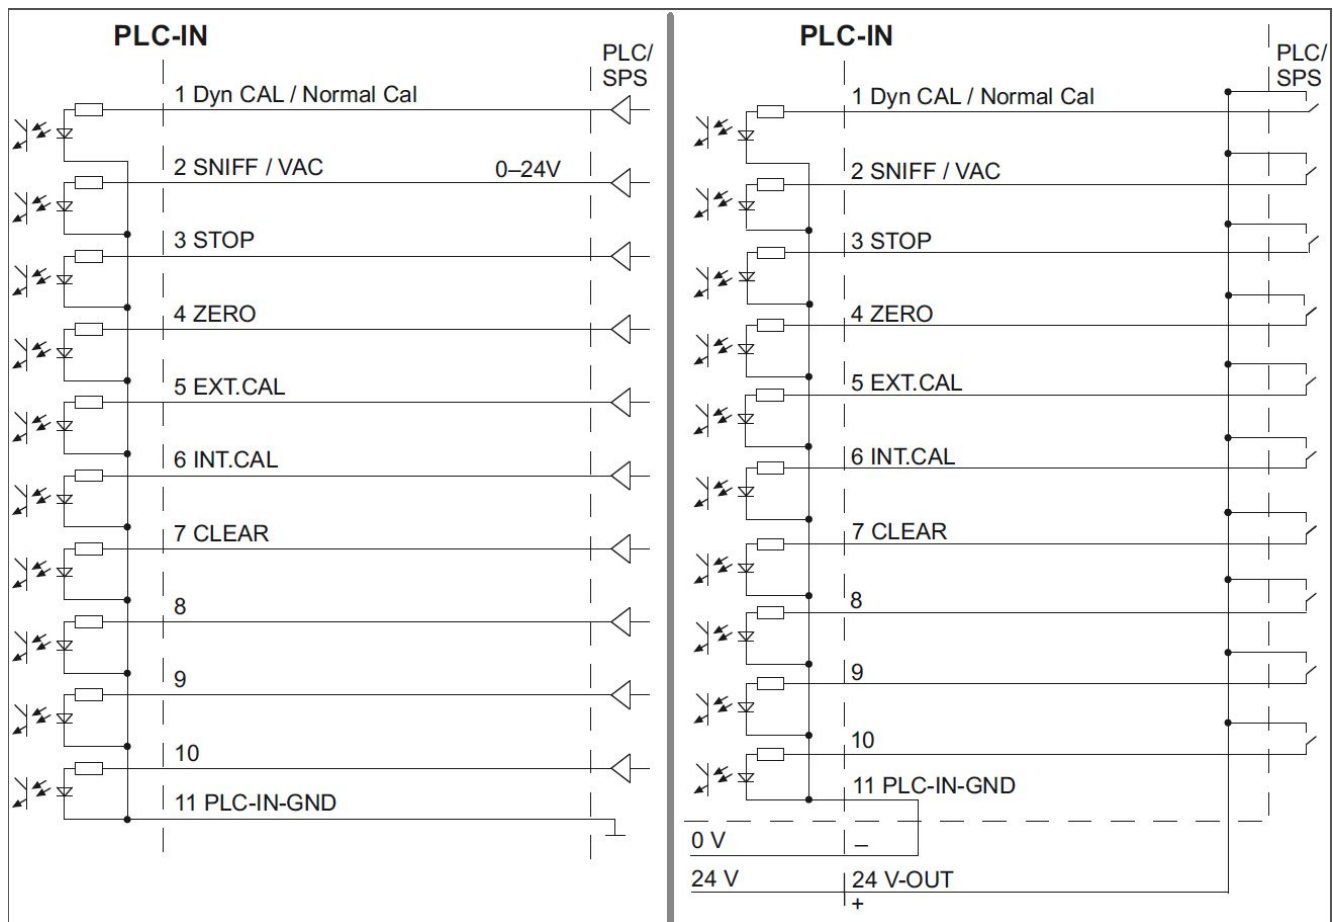 PLC-IN
PLC/
SPS
1 Dyn CAL / Normal Cal
2 SNIFF / VAC
0–24V
3 STOP
4 ZERO
5 EXT.CAL
6 INT.CAL
7 CLEAR
8
9
10
11 PLC-IN-GND
PLC-IN
PLC/
SPS
1 Dyn CAL / Normal Cal
2 SNIFF / VAC
3 STOP
4 ZERO
5 EXT.CAL
6 INT.CAL
7 CLEAR
8
9
10
11 PLC-IN-GND
0 V
–
24 V
24 V-OUT
+